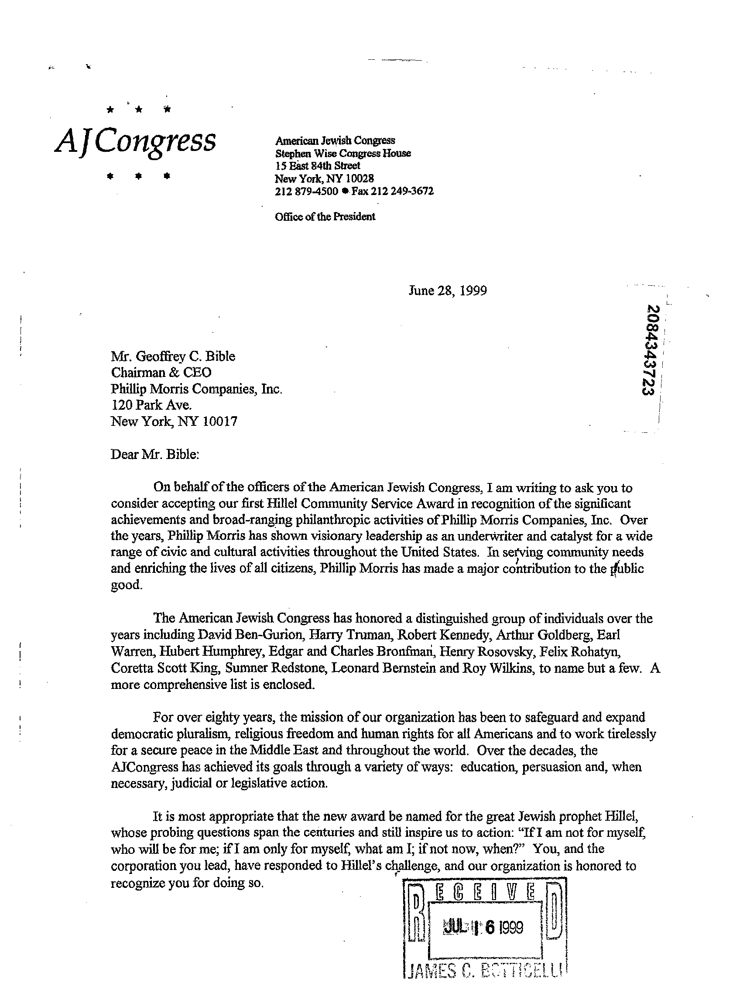 * * *
AJCongress
* * *
American Jewish Congress
Stephen Wise Congress House
15 East 84th Street
New York, NY 10028
212 879-4500 • Fax 212 249-3672
Office of the President
June 28, 1999
2084343723
Mr. Geoffrey C. Bible
Chairman & CEO
Phillip Morris Companies, Inc.
120 Park Ave.
New York, NY 10017
Dear Mr. Bible:
On behalf of the officers of the American Jewish Congress, I am writing to ask you to
consider accepting our first Hillel Community Service Award in recognition of the significant
achievements and broad-ranging philanthropic activities of Phillip Morris Companies, Inc. Over
the years, Phillip Morris has shown visionary leadership as an underwriter and catalyst for a wide
range of civic and cultural activities throughout the United States. In serving community needs
and enriching the lives of all citizens, Phillip Morris has made a major contribution to the public
good.
The American Jewish Congress has honored a distinguished group of individuals over the
years including David Ben-Gurion, Harry Truman, Robert Kennedy, Arthur Goldberg, Earl
Warren, Hubert Humphrey, Edgar and Charles Bronfman, Henry Rosovsky, Felix Rohatyn,
Coretta Scott King, Sumner Redstone, Leonard Bernstein and Roy Wilkins, to name but a few. A
more comprehensive list is enclosed.
For over eighty years, the mission of our organization has been to safeguard and expand
democratic pluralism, religious freedom and human rights for all Americans and to work tirelessly
for a secure peace in the Middle East and throughout the world. Over the decades, the
AJCongress has achieved its goals through a variety of ways: education, persuasion and, when
necessary, judicial or legislative action.
It is most appropriate that the new award be named for the great Jewish prophet Hillel,
whose probing questions span the centuries and still inspire us to action: "If I am not for myself,
who will be for me; if I am only for myself, what am I; if not now, when?" You, and the
corporation you lead, have responded to Hillel's challenge, and our organization is honored to
recognize you for doing so.
RECEIVED
JUL 16 1999
JAMES C. BOTTICELLI